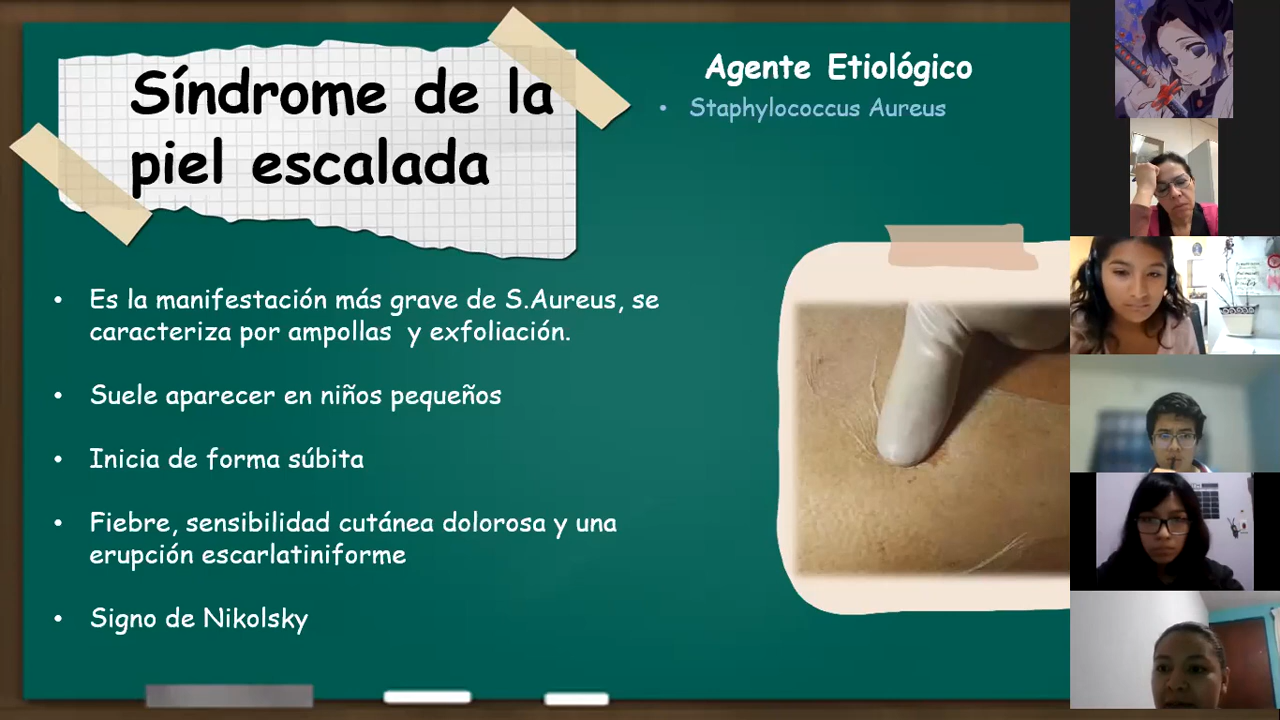 Síndrome de la
piel escalada
Agente Etiológico
• Staphylococcus Aureus
• Es la manifestación más grave de S.Aureus, se
caracteriza por ampollas y exfoliación.
• Suele aparecer en niños pequeños
• Inicia de forma súbita
• Fiebre, sensibilidad cutánea dolorosa y una
erupción escarlatiniforme
• Signo de Nikolsky